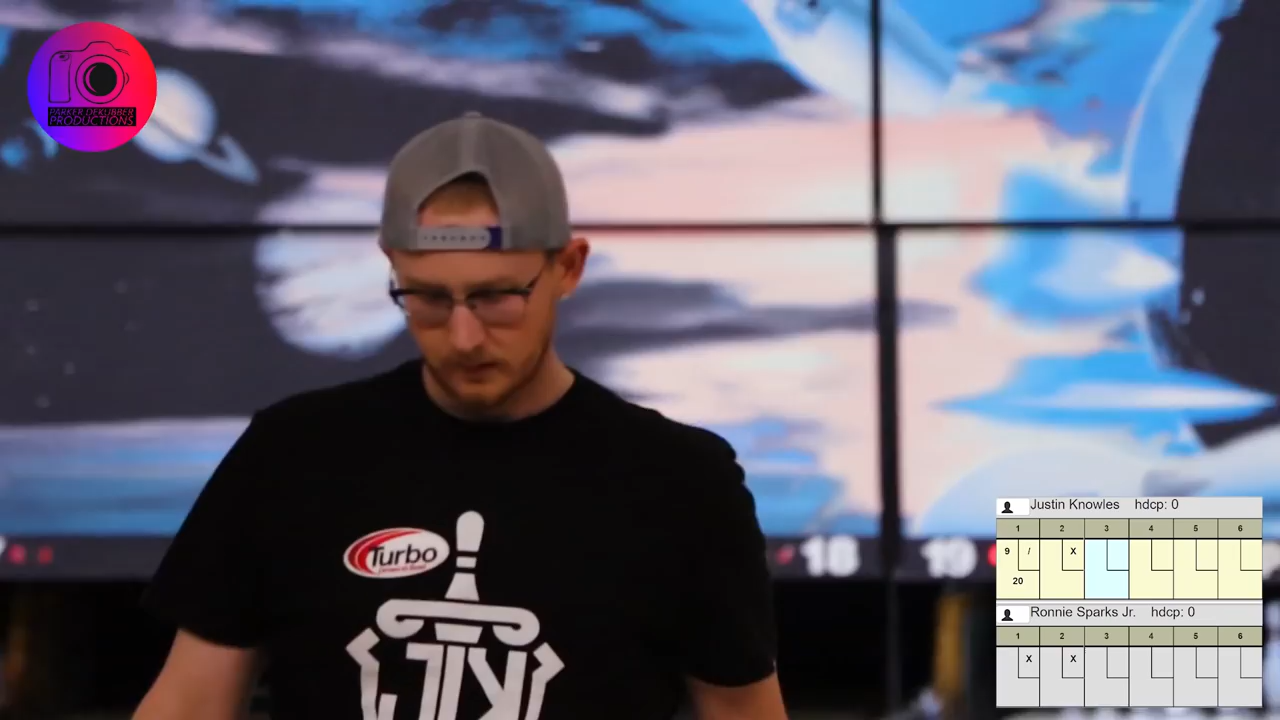 PARKER DEKUBBER
PRODUCTIONS
Turbo
JK
18
19
Justin Knowles hdcp: 0
1 2 3 4 5 6
9 / X
20
Ronnie Sparks Jr. hdcp: 0
1 2 3 4 5 6
X X